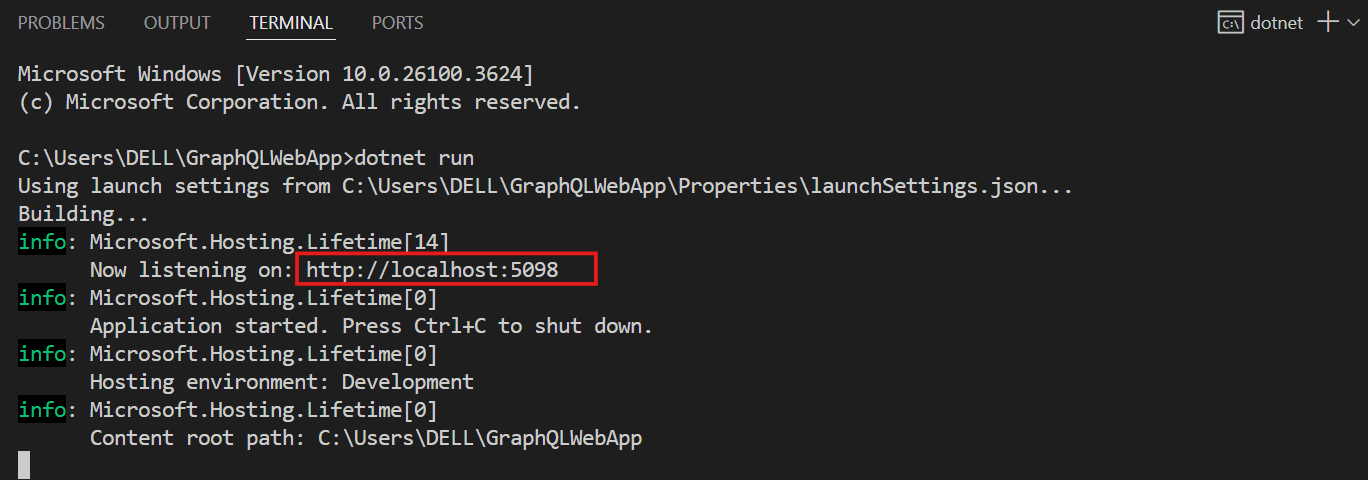 PROBLEMS OUTPUT TERMINAL PORTS dotnet
Microsoft Windows [Version 10.0.26100.3624]
(c) Microsoft Corporation. All rights reserved.
C:\Users\DELL\GraphQLWebApp>dotnet run
Using launch settings from C:\Users\DELL\GraphQLWebApp\Properties\launchSettings.json...
Building...
info: Microsoft.Hosting.Lifetime[14]
Now listening on: http://localhost:5098
info: Microsoft.Hosting.Lifetime[0]
Application started. Press Ctrl+C to shut down.
info: Microsoft.Hosting.Lifetime[0]
Hosting environment: Development
info: Microsoft.Hosting.Lifetime[0]
Content root path: C:\Users\DELL\GraphQLWebApp